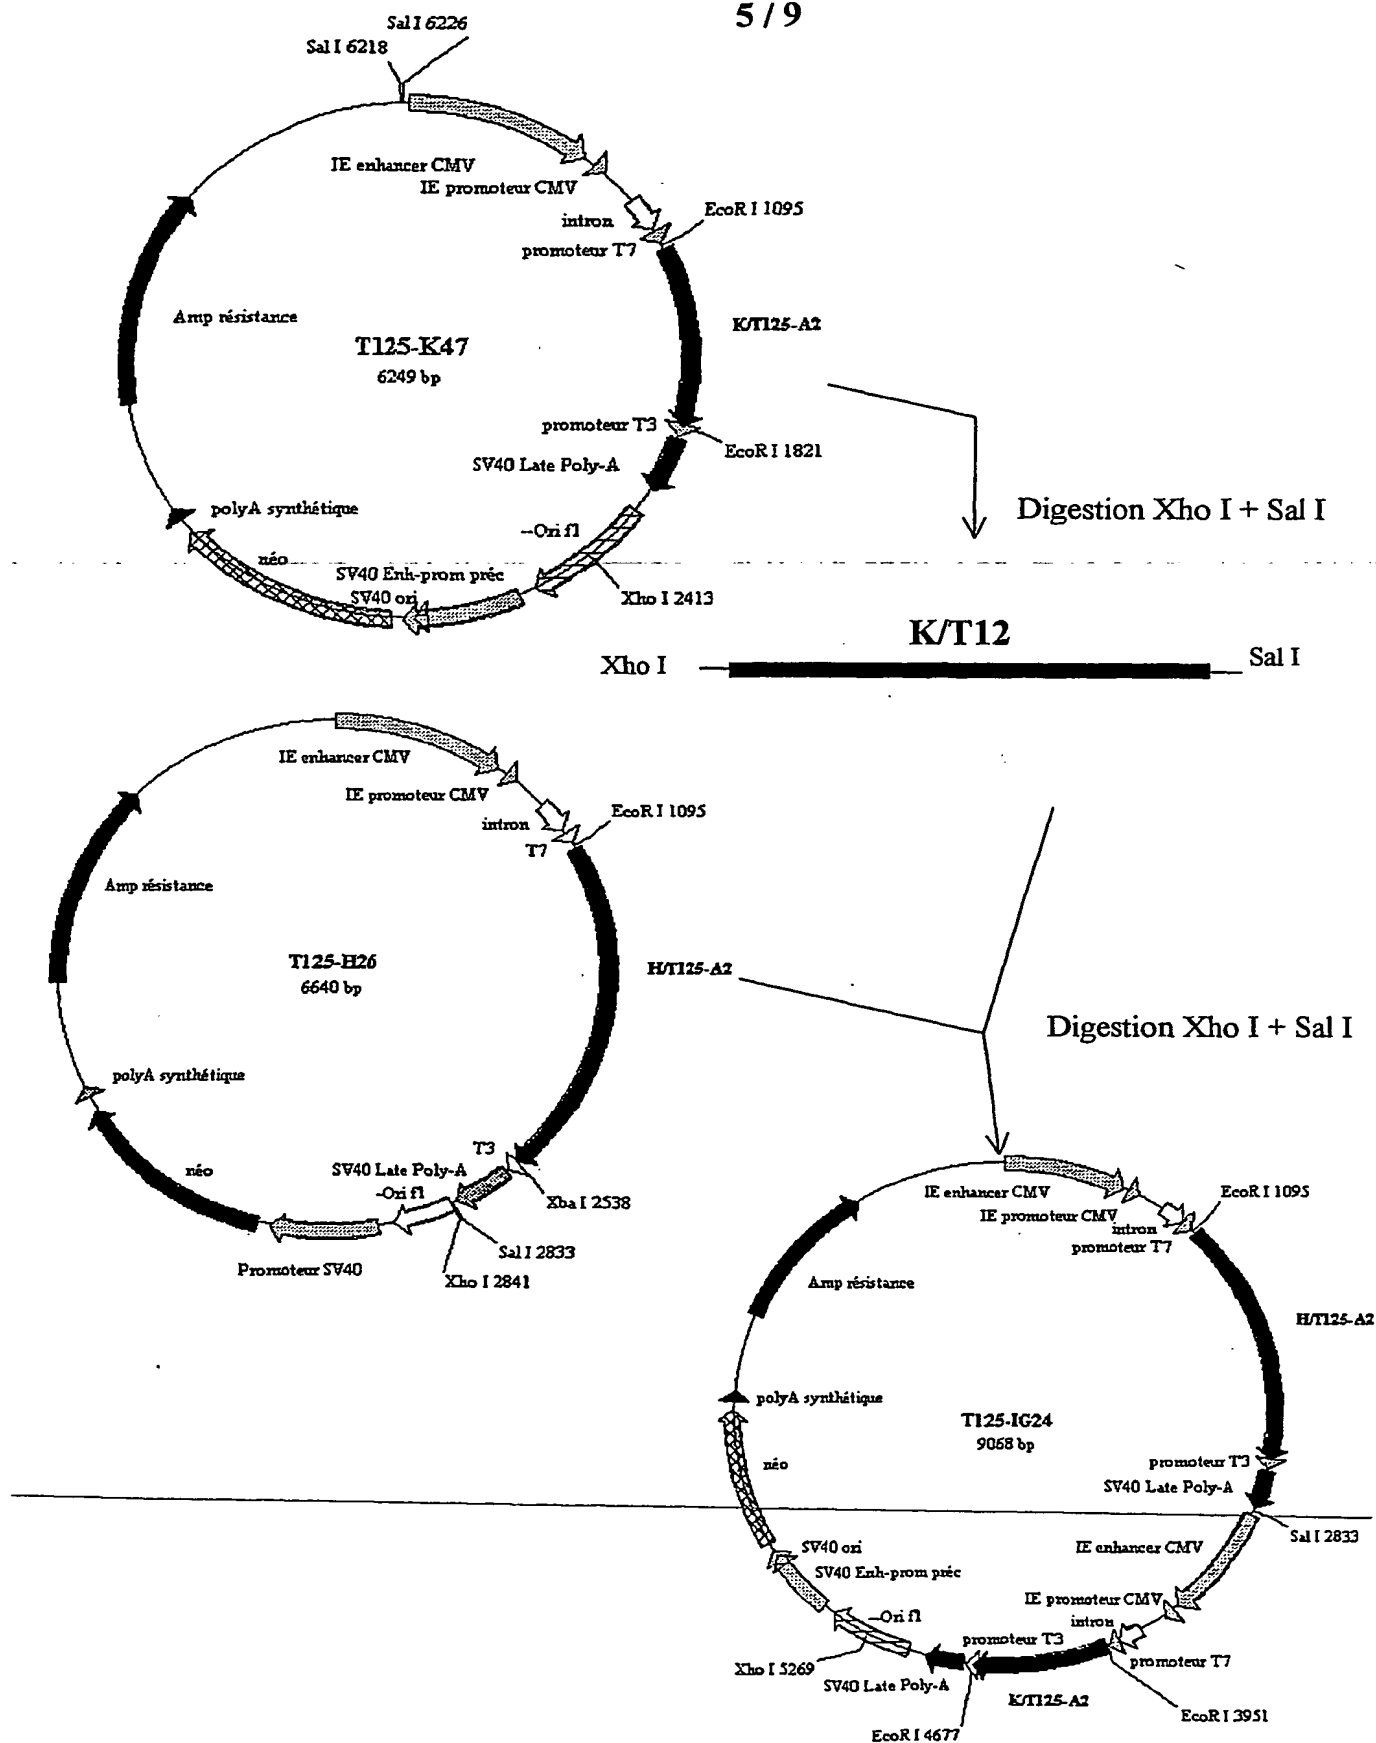 5 / 9
Sal I 6226
Sal I 6218
IE enhancer CMV
IE promoteur CMV
intron
EcoR I 1095
promoteur T7
Amp résistance
K/T125-A2
T125-K47
6249 bp
promoteur T3
EcoR I 1821
SV40 Late Poly-A
polyA synthétique
Ori f1
néo
SV40 Enh-prom préc
SV40 ori
Xho I 2413
Digestion Xho I + Sal I
K/T12
Xho I
Sal I
IE enhancer CMV
IE promoteur CMV
intron
EcoR I 1095
T7
Amp résistance
T125-H26
6640 bp
H/T125-A2
Digestion Xho I + Sal I
polyA synthétique
T3
SV40 Late Poly-A
néo
-Ori f1
Xba I 2538
Sal I 2833
Xho I 2841
Promoteur SV40
IE enhancer CMV
EcoR I 1095
IE promoteur CMV
intron
promoteur T7
Amp résistance
H/T125-A2
polyA synthétique
T125-IG24
9068 bp
néo
promoteur T3
SV40 Late Poly-A
Sal I 2833
SV40 ori
IE enhancer CMV
SV40 Enh-prom préc
IE promoteur CMV
Ori f1
intron
promoteur T3
promoteur T7
Xho I 5269
SV40 Late Poly-A
K/T125-A2
EcoR I 3951
EcoR I 4677